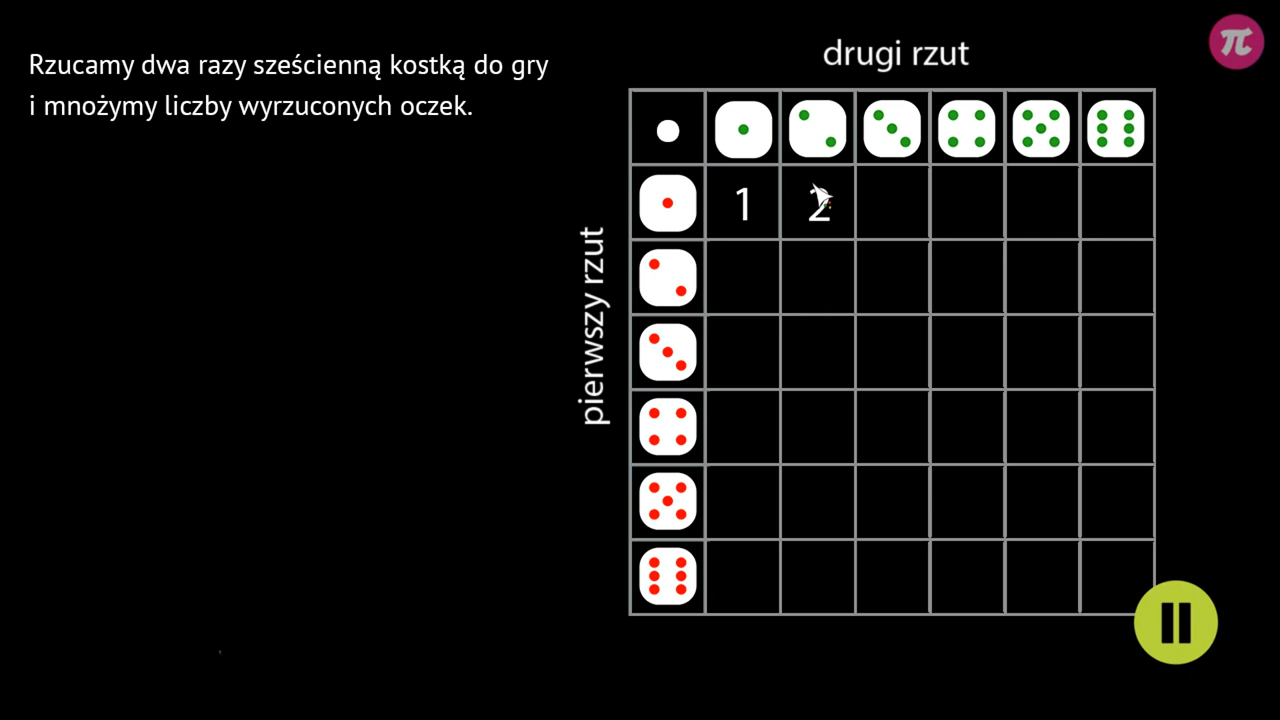 Rzucamy dwa razy sześcienną kostką do gry
i mnożymy liczby wyrzuconych oczek.
drugi rzut
pierwszy rzut
1 2
π